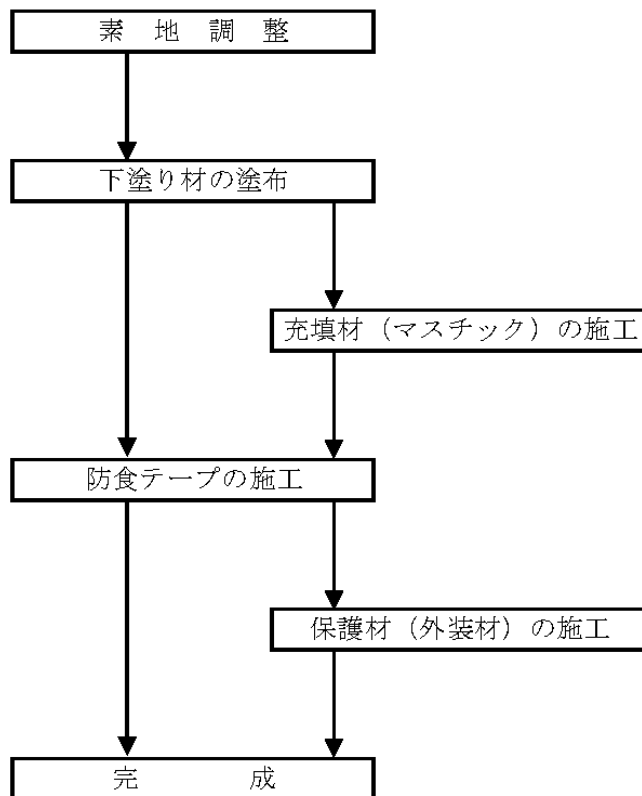 素地調整
下塗り材の塗布
充填材（マスチック）の施工
防食テープの施工
保護材（外装材）の施工
完成